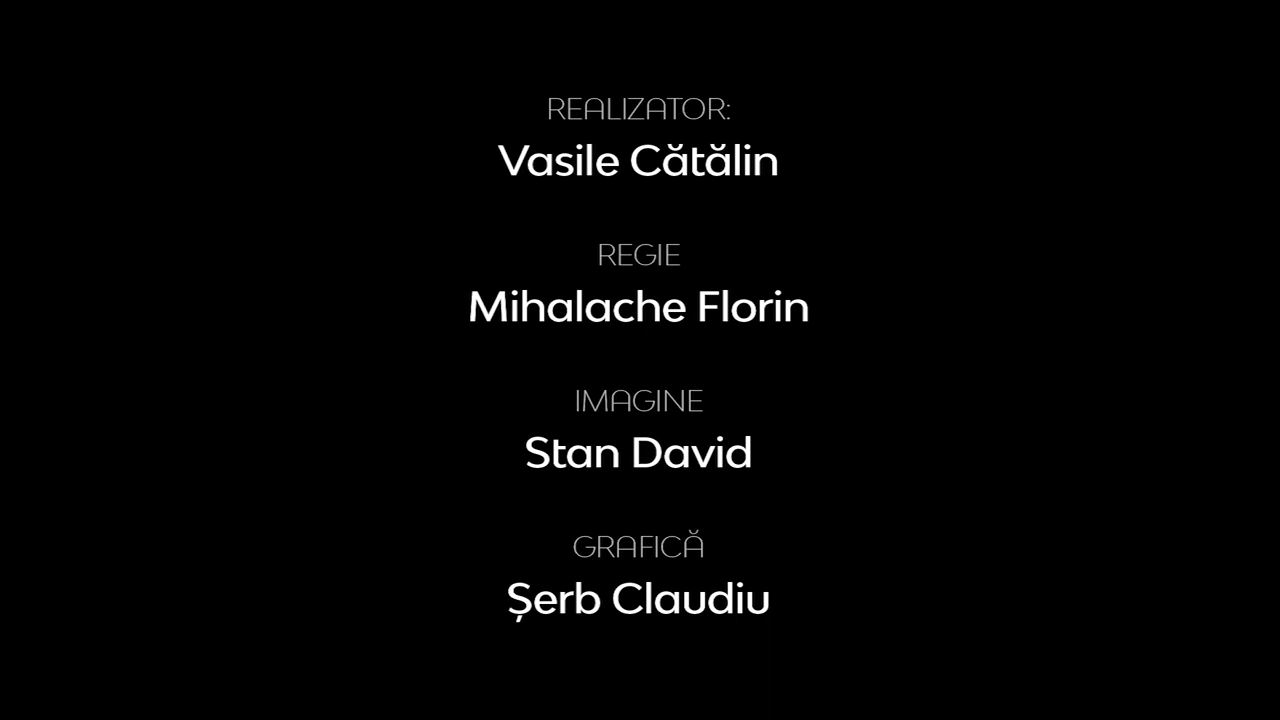 REALIZATOR:
Vasile Cătălin
REGIE
Mihalache Florin
IMAGINE
Stan David
GRAFICĂ
Șerb Claudiu